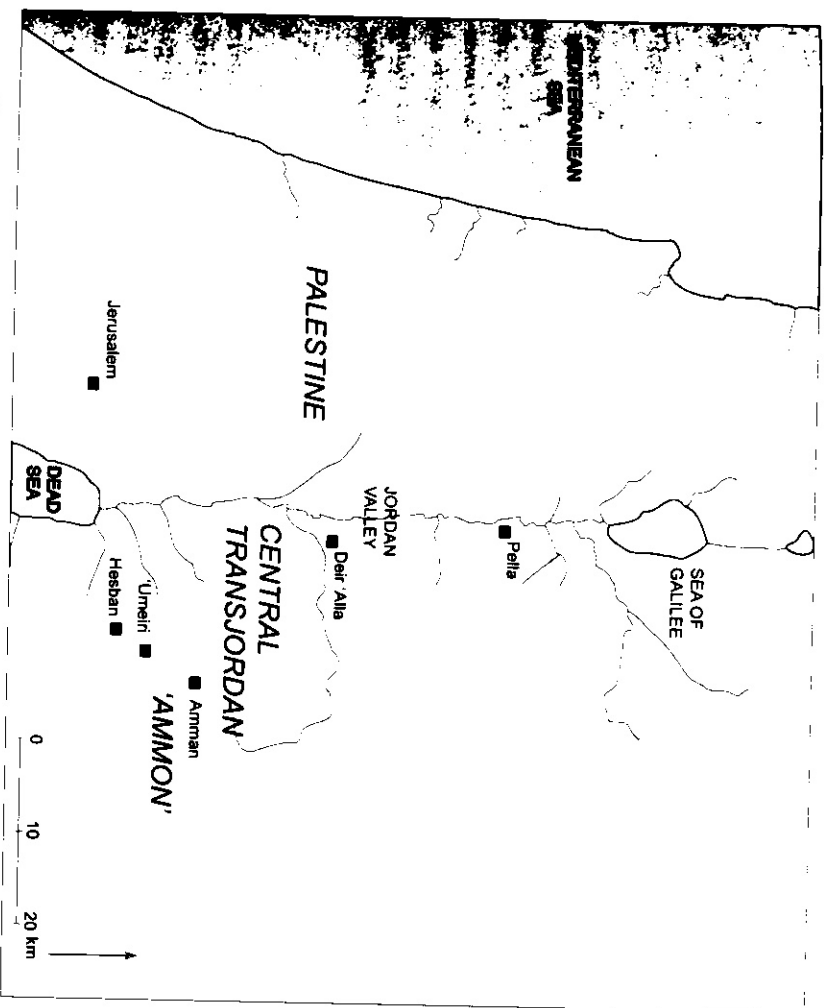 SEA OF
GALILEE
MEDITERRANEAN
SEA
Pella
JORDAN
VALLEY
Deir 'Alla
PALESTINE
CENTRAL
TRANSJORDAN
Amman
'AMMON'
'Umeiri
Hesban
Jerusalem
DEAD
SEA
0 10 20 km